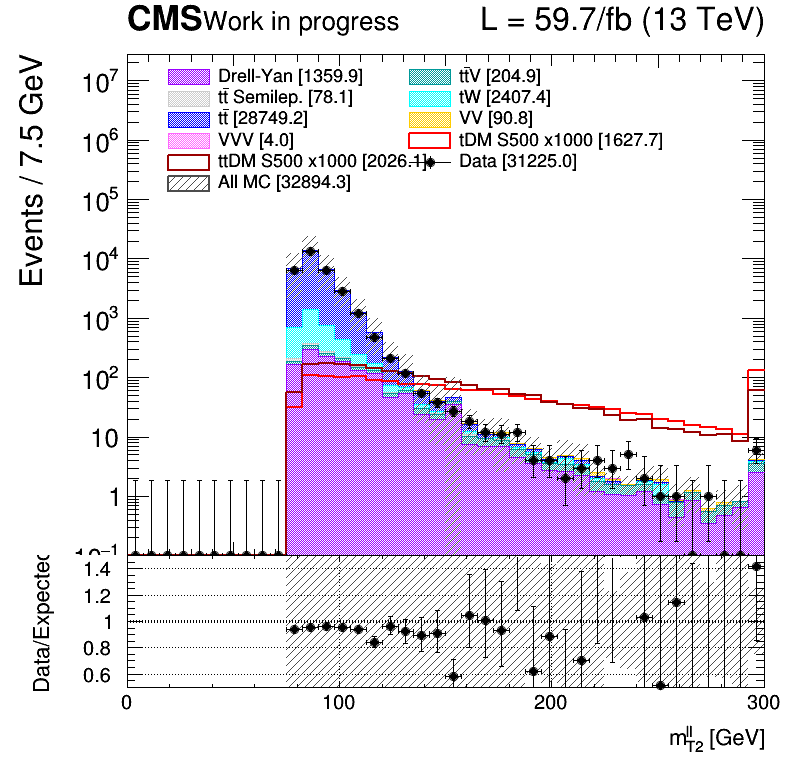 CMS Work in progress L = 59.7/fb (13 TeV)
Events / 7.5 GeV
10⁷
10⁶
10⁵
10⁴
10³
10²
10
1
10⁻¹
Drell-Yan [1359.9] tt̄V [204.9]
tt̄ Semilep. [78.1] tW [2407.4]
tt̄ [28749.2] VV [90.8]
VVV [4.0] tDM S500 x1000 [1627.7]
ttDM S500 x1000 [2026.1] Data [31225.0]
All MC [32894.3]
Data/Expected
1.4
1.2
1
0.8
0.6
0 100 200 300
m_{T2}^{ll} [GeV]